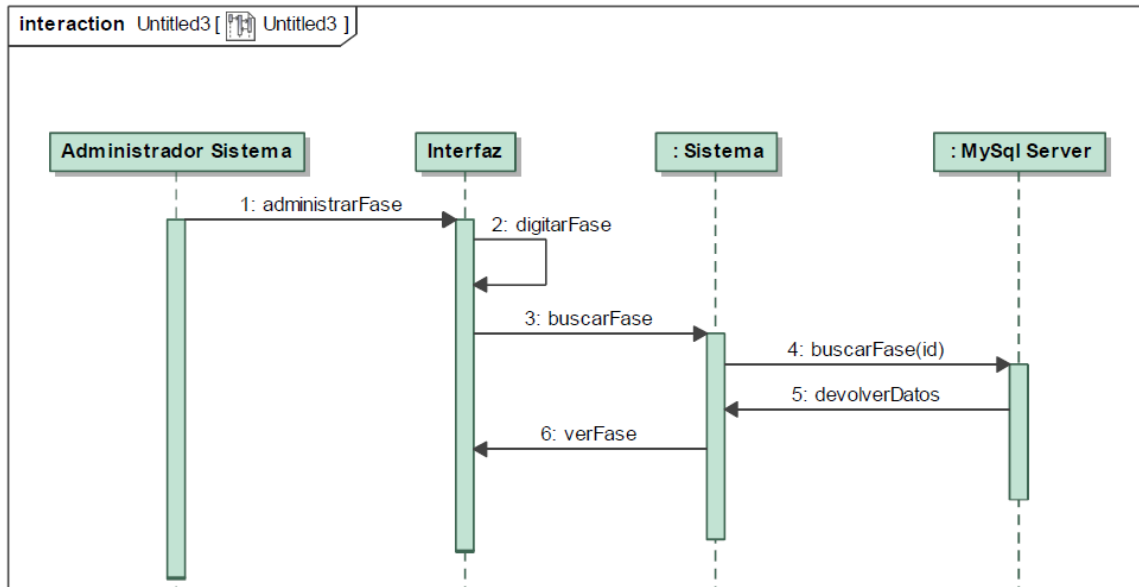 interaction Untitled3 [ Untitled3 ]
Administrador Sistema
Interfaz
: Sistema
: MySql Server
1: administrarFase
2: digitarFase
3: buscarFase
4: buscarFase(id)
5: devolverDatos
6: verFase